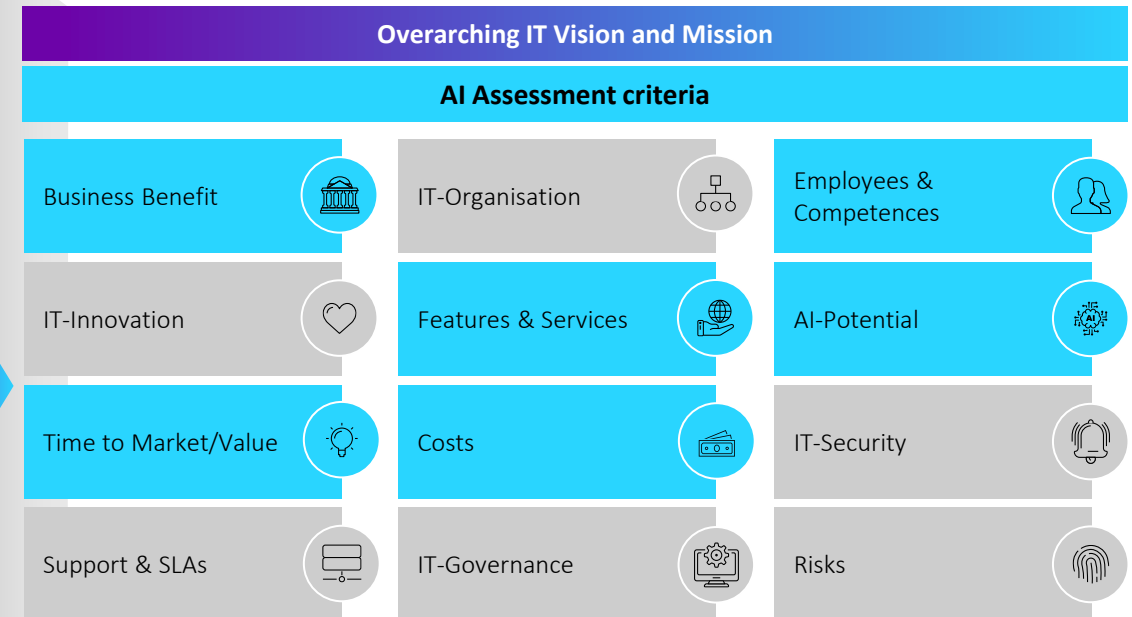 Overarching IT Vision and Mission
AI Assessment criteria
Business Benefit
IT-Organisation
Employees &
Competences
IT-Innovation
Features & Services
AI-Potential
AI
Time to Market/Value
Costs
IT-Security
Support & SLAs
IT-Governance
Risks